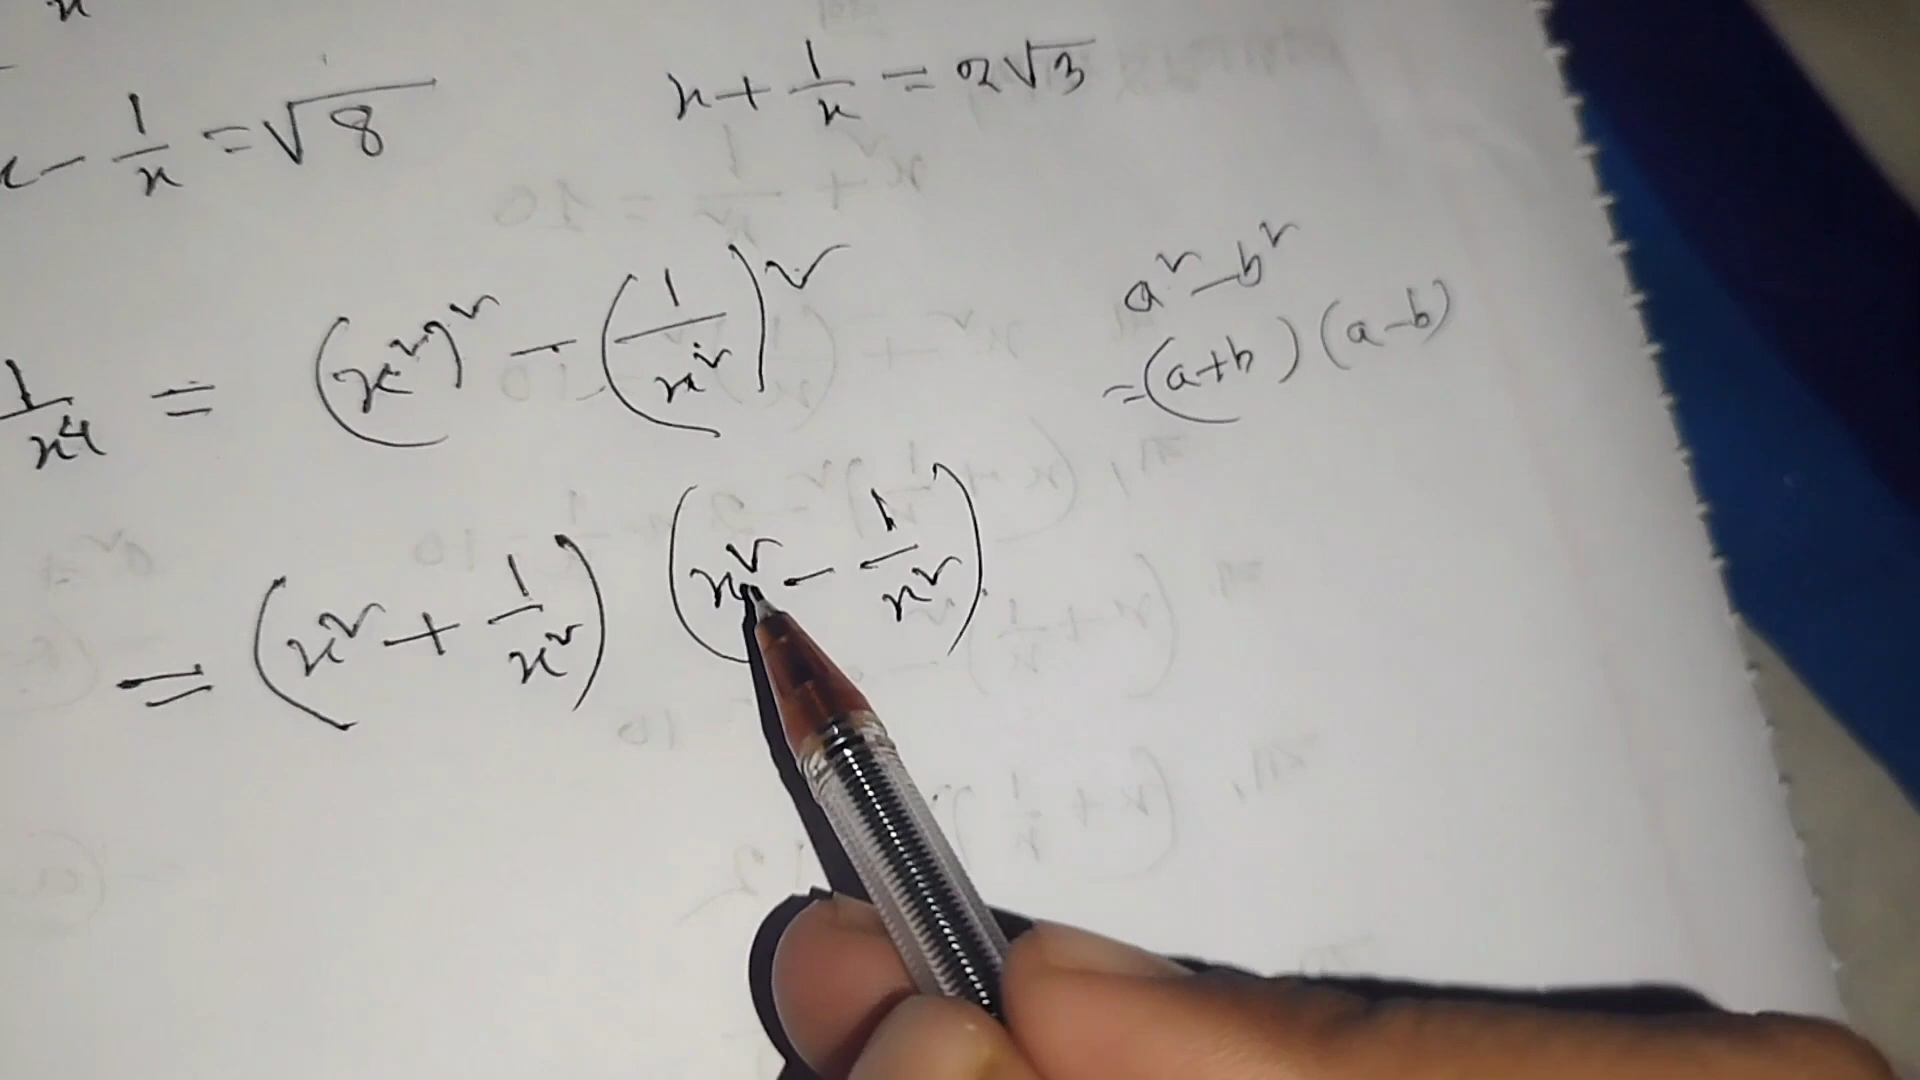 x - 1/x = √8
x + 1/x = 2√3
1/x⁴ = (x²)² - (1/x²)²
a² - b²
= (a+b) (a-b)
= (x² + 1/x²) (x² - 1/x²)